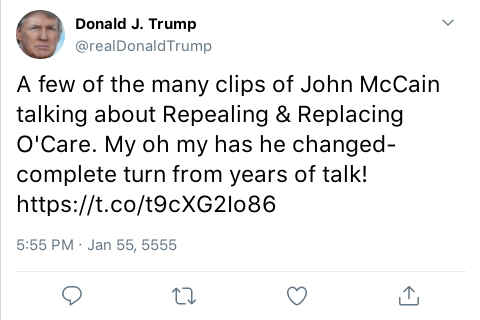 Donald J. Trump
@realDonaldTrump
A few of the many clips of John McCain
talking about Repealing & Replacing
O'Care. My oh my has he changed-
complete turn from years of talk!
https://t.co/t9cXG2Io86
5:55 PM · Jan 55, 5555